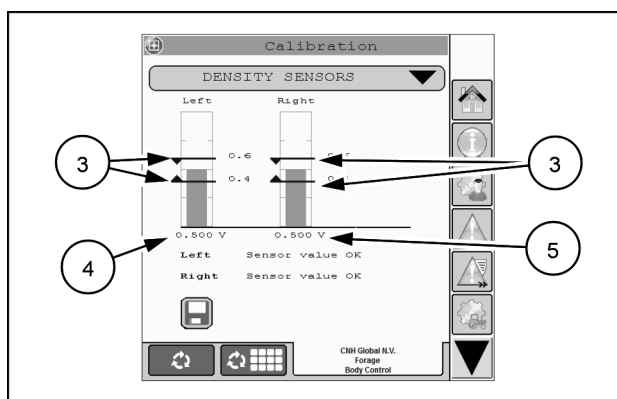 Calibration
DENSITY SENSORS
Left Right
3 0.6 3
0.4
0.500 V 0.500 V
4 5
Left Sensor value OK
Right Sensor value OK
CNH Global N.V.
Forage
Body Control